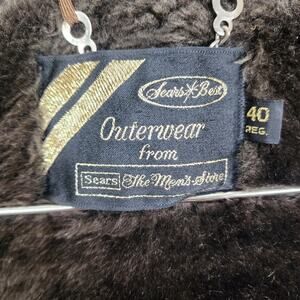 Sears Best
Outerwear
from
Sears The Men's Store
40
REG.